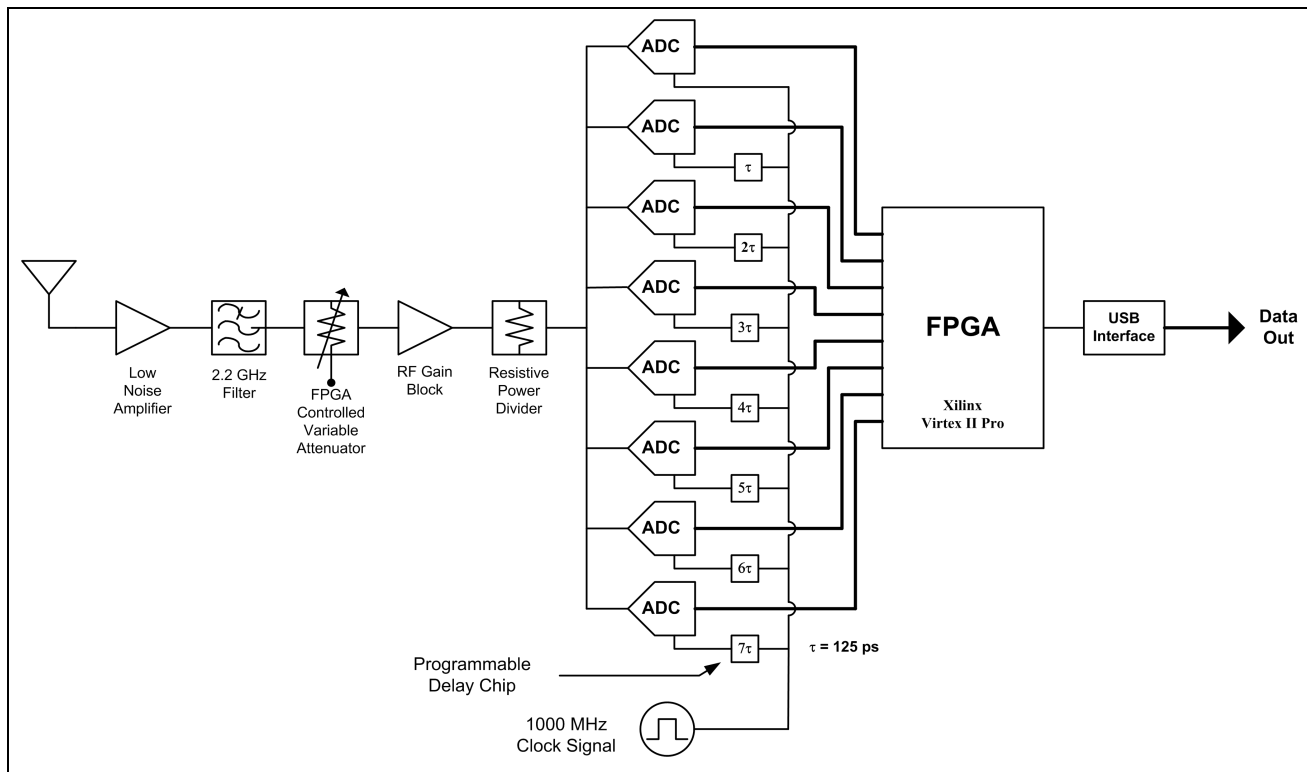 ADC
ADC
τ
ADC
2τ
ADC
3τ
ADC
4τ
ADC
5τ
ADC
6τ
ADC
7τ
τ = 125 ps
Low
Noise
Amplifier
2.2 GHz
Filter
FPGA
Controlled
Variable
Attenuator
RF Gain
Block
Resistive
Power
Divider
FPGA
Xilinx
Virtex II Pro
USB
Interface
Data
Out
Programmable
Delay Chip
1000 MHz
Clock Signal